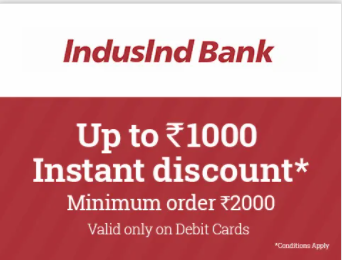 IndusInd Bank
Up to ₹1000
Instant discount*
Minimum order ₹2000
Valid only on Debit Cards
*Conditions Apply